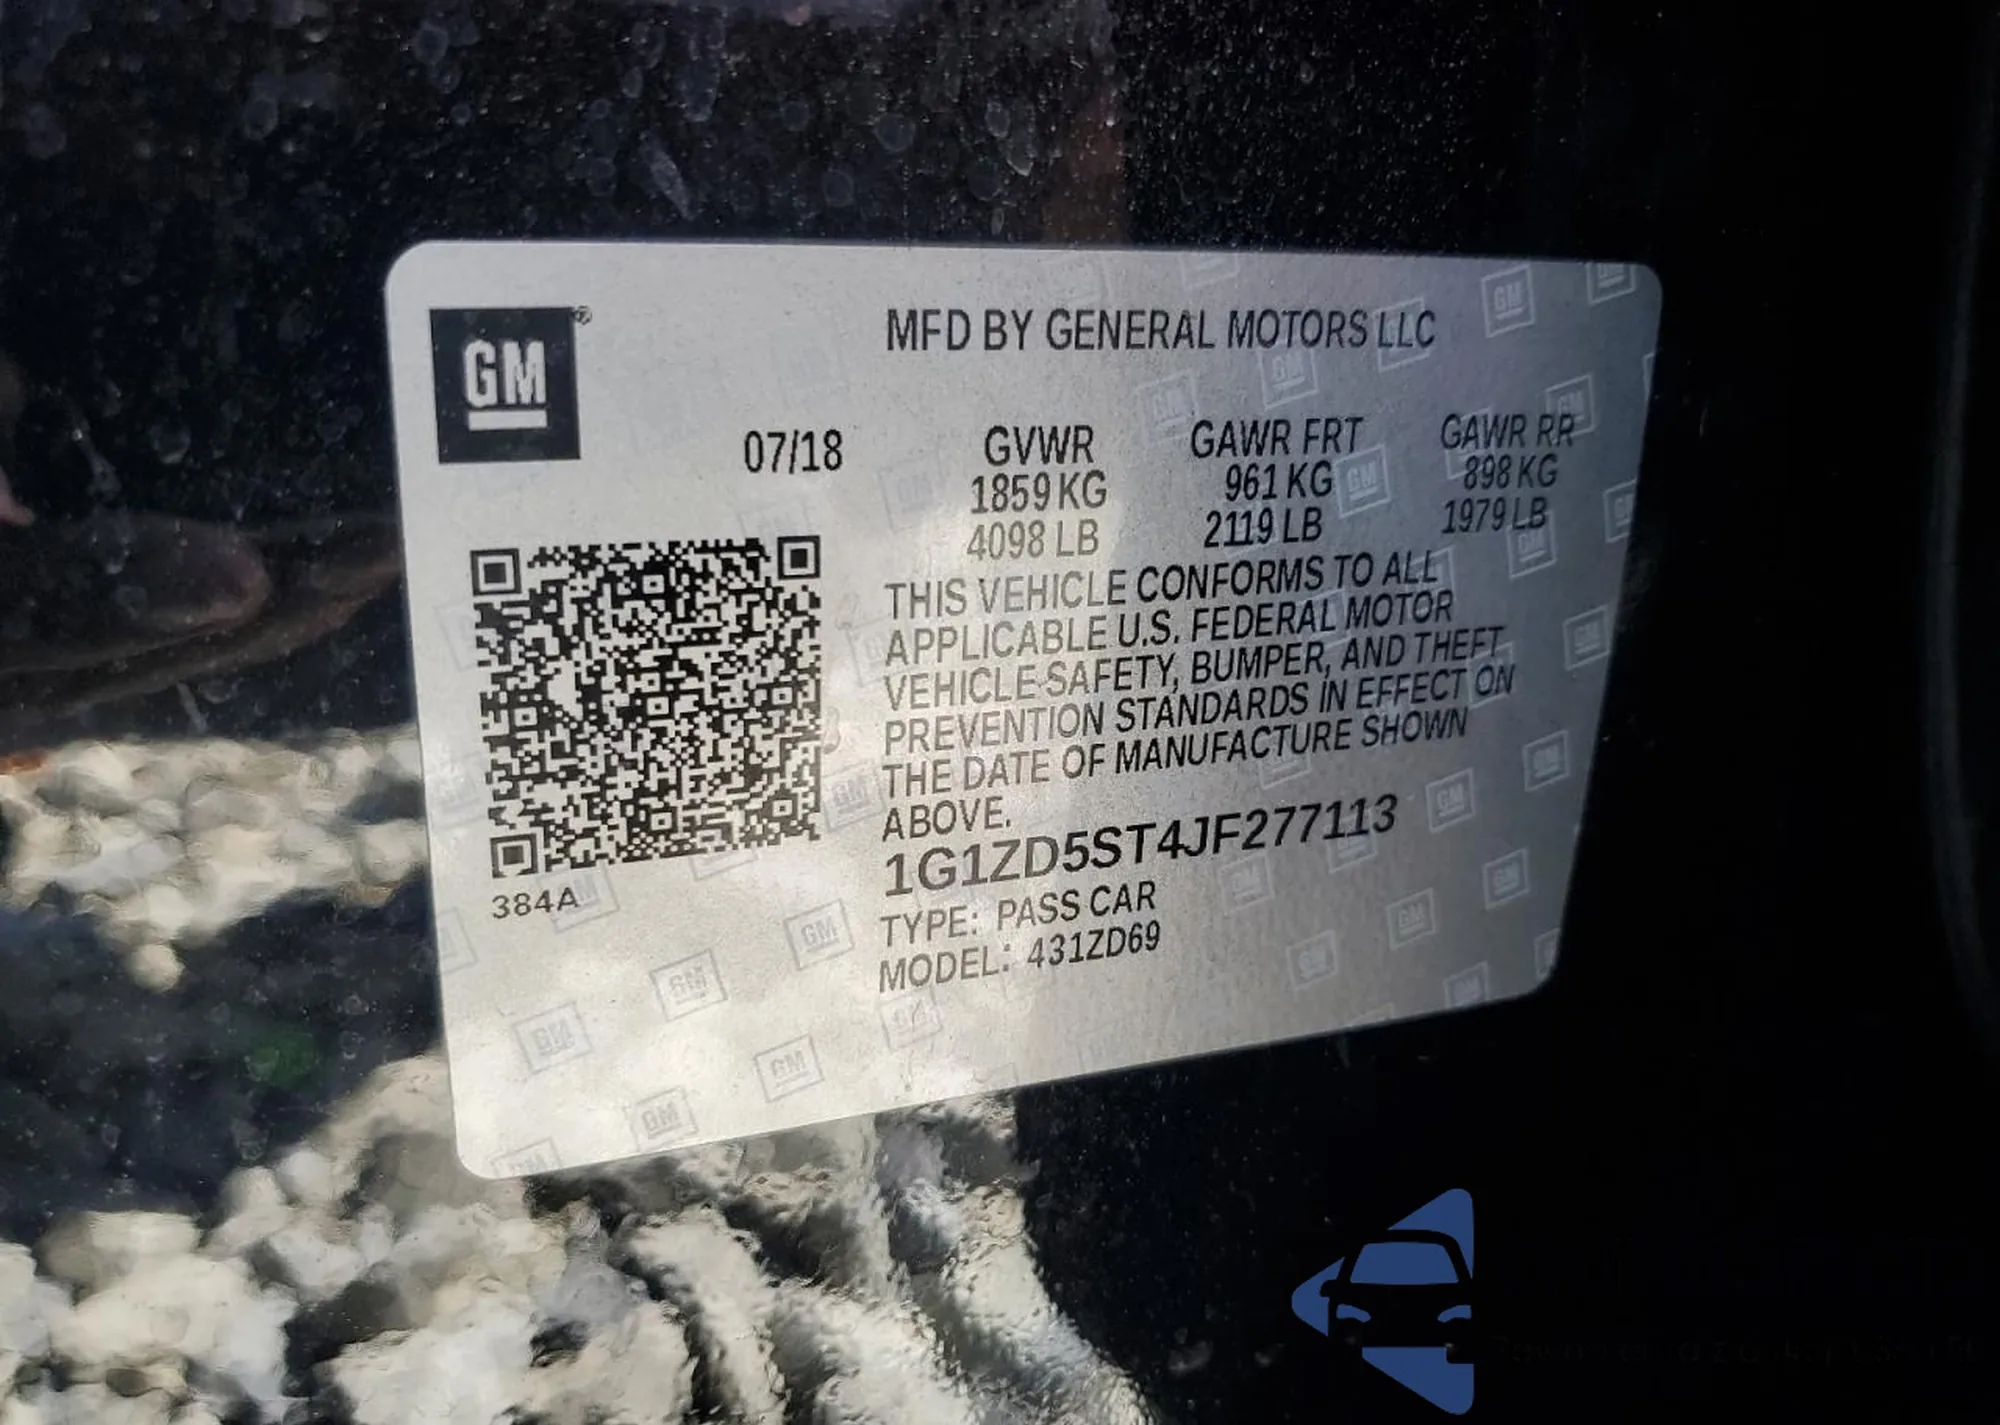 GM
MFD BY GENERAL MOTORS LLC
07/18
GVWR GAWR FRT GAWR RR
1859 KG 961 KG 898 KG
4098 LB 2119 LB 1979 LB
THIS VEHICLE CONFORMS TO ALL
APPLICABLE U.S. FEDERAL MOTOR
VEHICLE SAFETY, BUMPER, AND THEFT
PREVENTION STANDARDS IN EFFECT ON
THE DATE OF MANUFACTURE SHOWN
ABOVE.
1G1ZD5ST4JF277113
TYPE: PASS CAR
MODEL: 431ZD69
384A